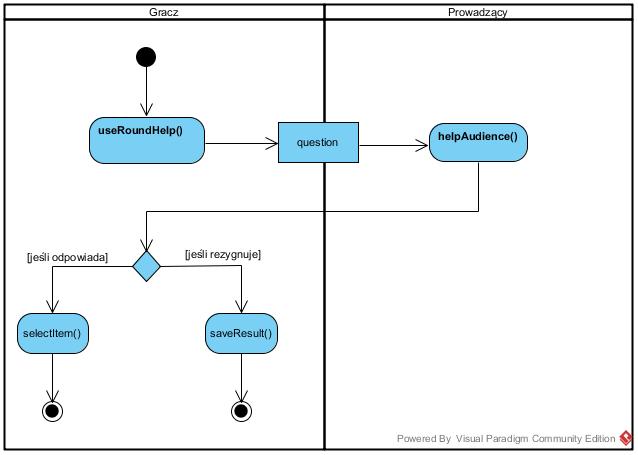 Gracz
Prowadzący
useRoundHelp()
question
helpAudience()
[jeśli odpowiada]
[jeśli rezygnuje]
selectItem()
saveResult()
Powered By Visual Paradigm Community Edition